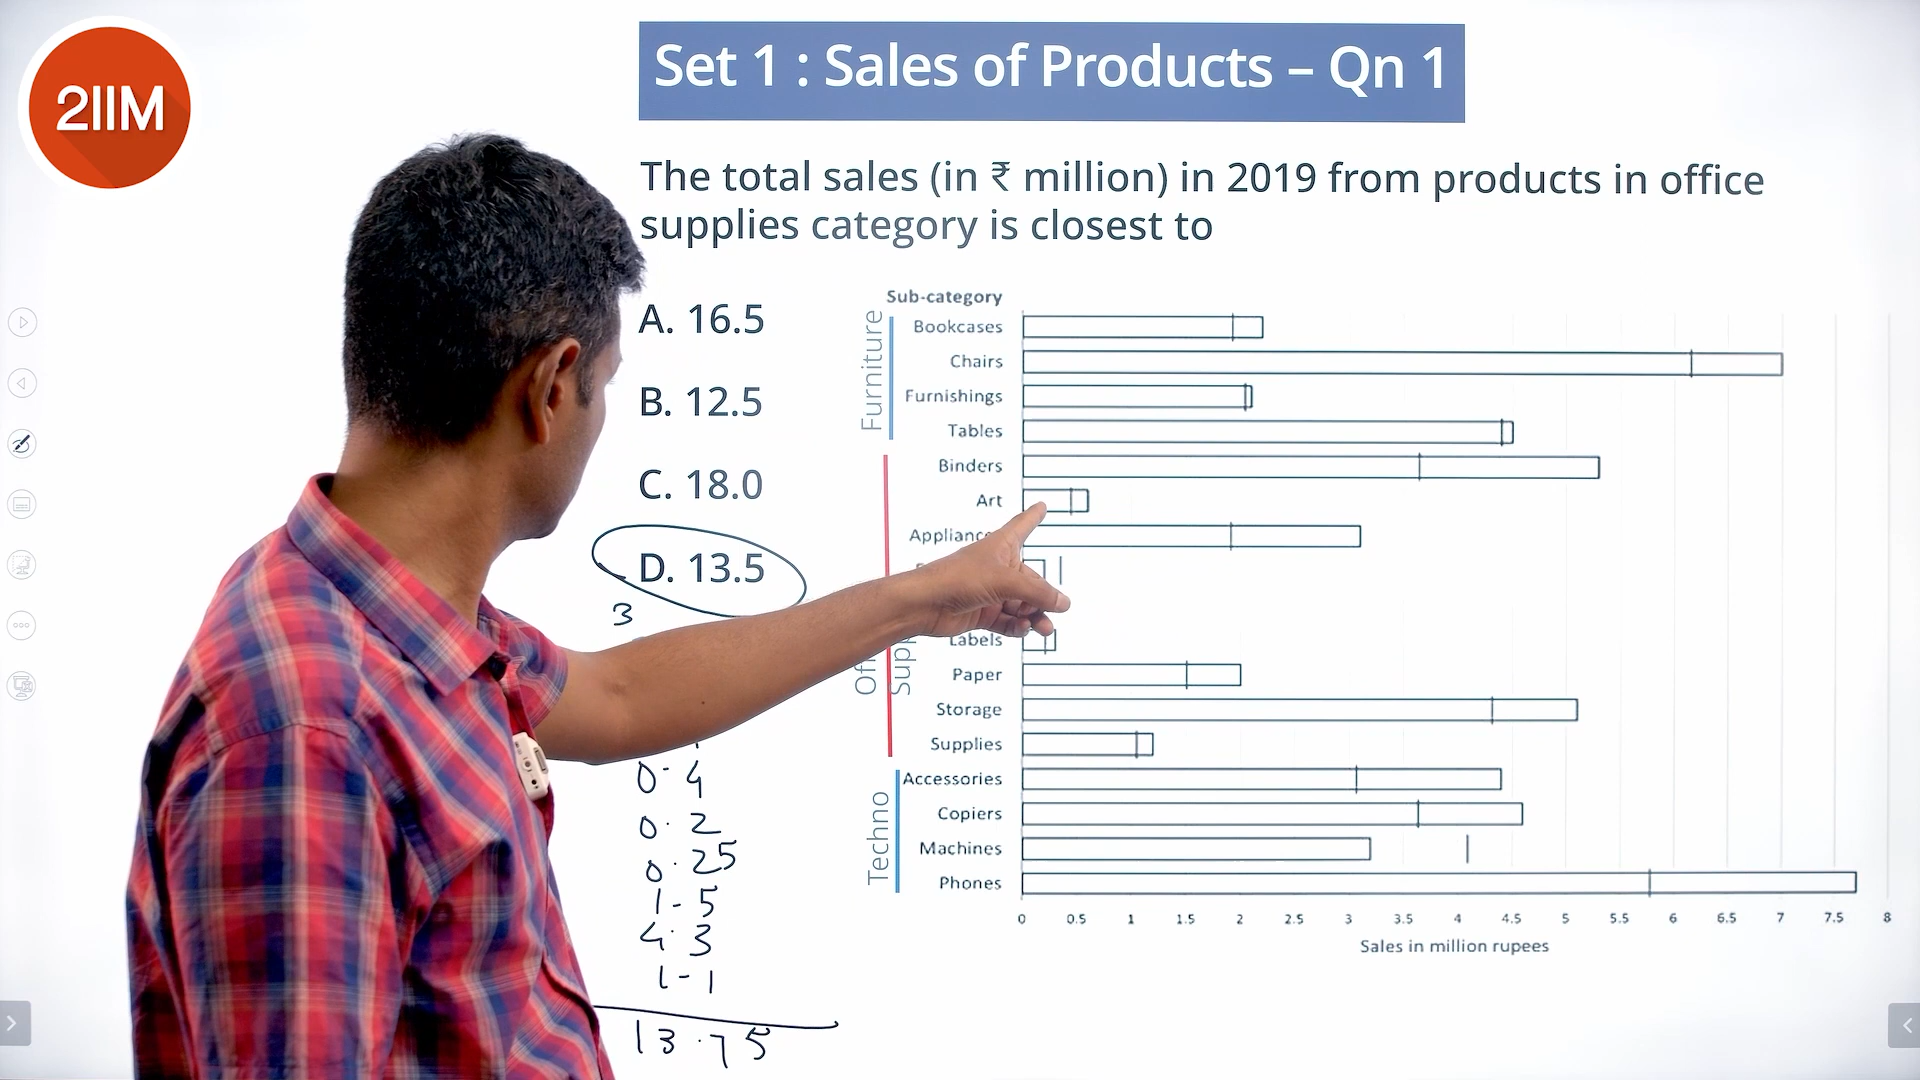 2IIM
Set 1 : Sales of Products – Qn 1
The total sales (in ₹ million) in 2019 from products in office
supplies category is closest to
A. 16.5
B. 12.5
C. 18.0
D. 13.5
3
0.4
0.2
0.25
1-5
4.3
1-1
13.75
Sub-category
Furniture
Bookcases
Chairs
Furnishings
Tables
Binders
Art
Labels
Paper
Storage
Supplies
Techno
Accessories
Copiers
Machines
Phones
0 0.5 1 1.5 2 2.5 3 3.5 4 4.5 5 5.5 6 6.5 7 7.5 8
Sales in million rupees